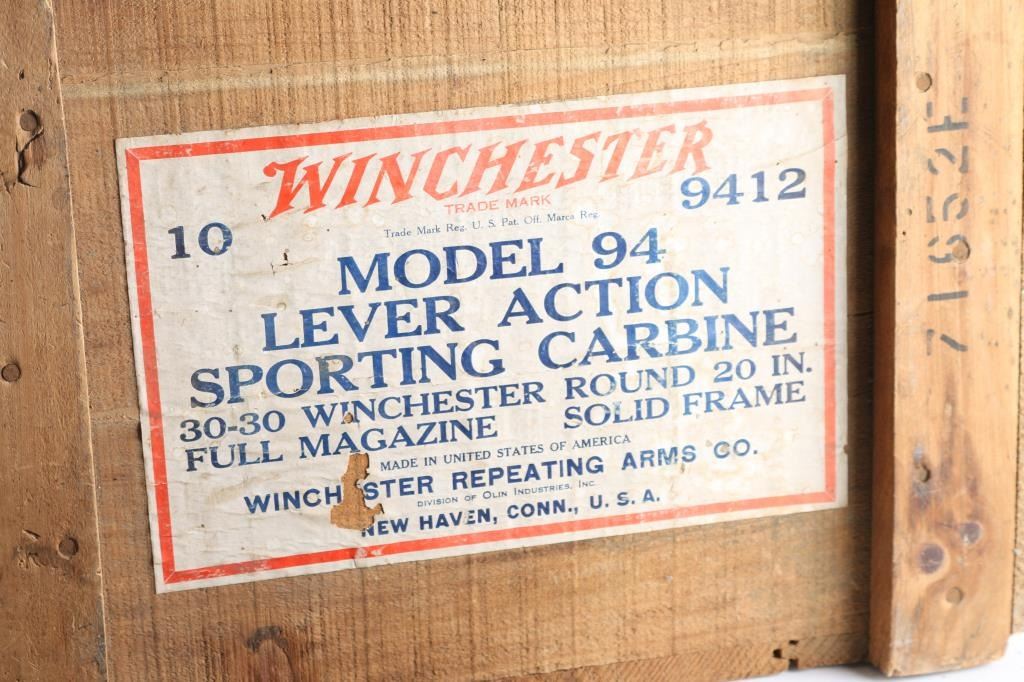 WINCHESTER
TRADE MARK
10
9412
Trade Mark Reg. U. S. Pat. Off. Marca Reg.
MODEL 94
LEVER ACTION
SPORTING CARBINE
30-30 WINCHESTER ROUND 20 IN.
FULL MAGAZINE SOLID FRAME
MADE IN UNITED STATES OF AMERICA
WINCH STER REPEATING ARMS CO.
DIVISION OF OLIN INDUSTRIES, INC.
NEW HAVEN, CONN., U. S. A.
71652F